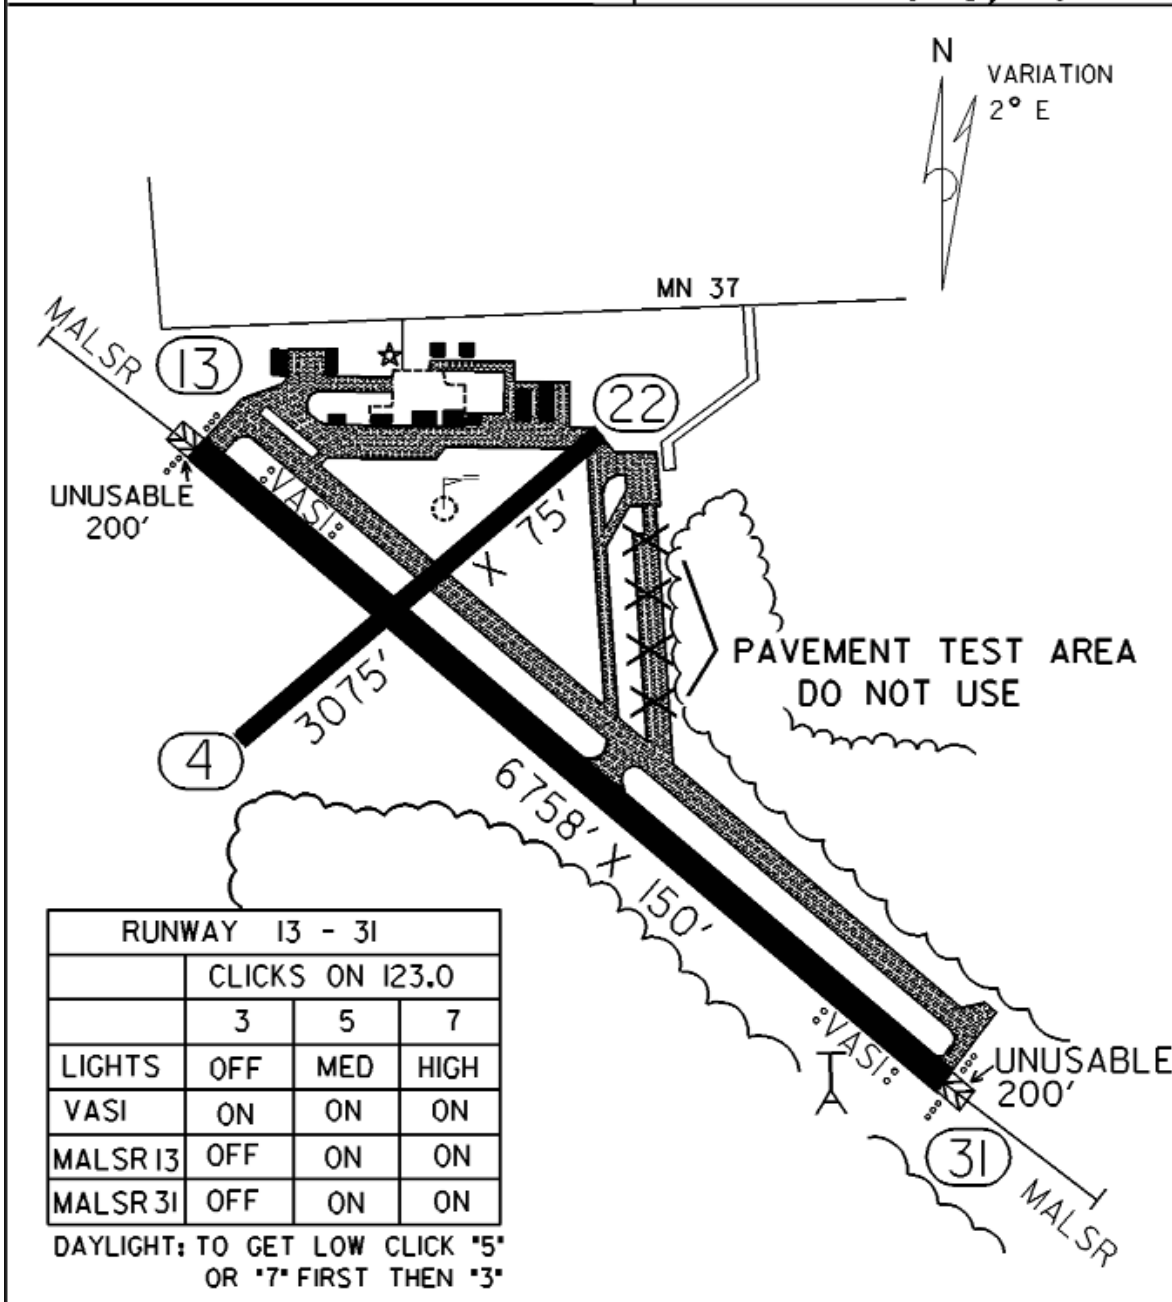 N
VARIATION
2° E
MN 37
MALSR
13
22
UNUSABLE
200'
VASI
3075' X 75'
PAVEMENT TEST AREA
DO NOT USE
4
6758' X 150'
RUNWAY 13 - 31
CLICKS ON 123.0
3 5 7
LIGHTS OFF MED HIGH
VASI ON ON ON
MALSR 13 OFF ON ON
MALSR 31 OFF ON ON
DAYLIGHT: TO GET LOW CLICK "5"
OR "7" FIRST THEN "3"
VASI
UNUSABLE
200'
31
MALSR